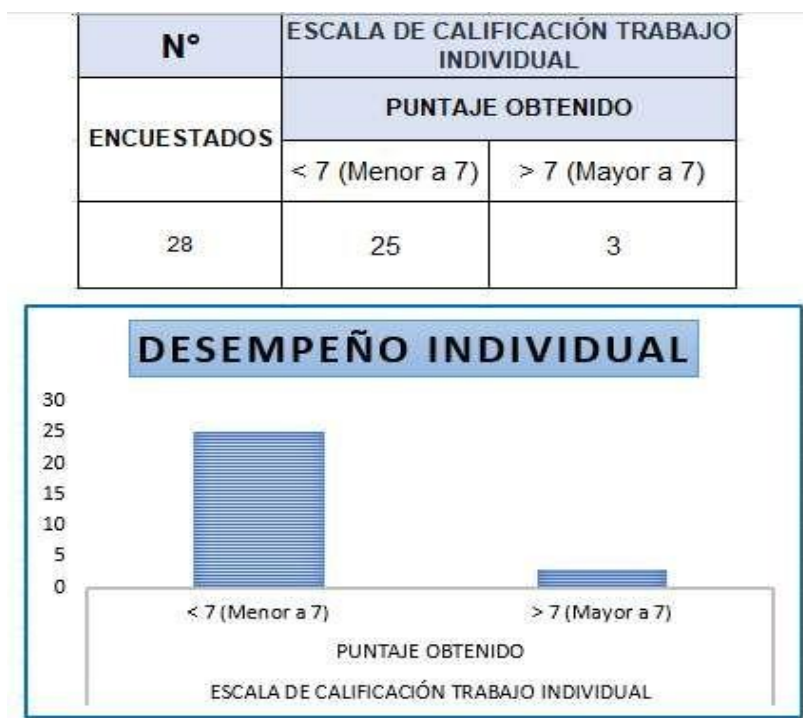 N°
ESCALA DE CALIFICACIÓN TRABAJO
INDIVIDUAL
ENCUESTADOS
PUNTAJE OBTENIDO
< 7 (Menor a 7)
> 7 (Mayor a 7)
28
25
3
DESEMPEÑO INDIVIDUAL
30
25
20
15
10
5
0
< 7 (Menor a 7)
> 7 (Mayor a 7)
PUNTAJE OBTENIDO
ESCALA DE CALIFICACIÓN TRABAJO INDIVIDUAL